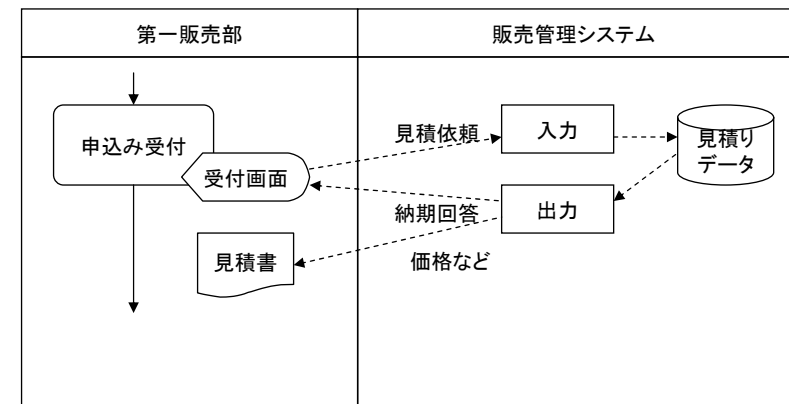 第一販売部
販売管理システム
申込み受付
受付画面
見積依頼
入力
見積り
データ
納期回答
出力
見積書
価格など